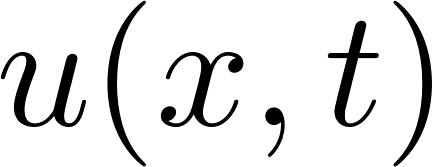 u(x, t)